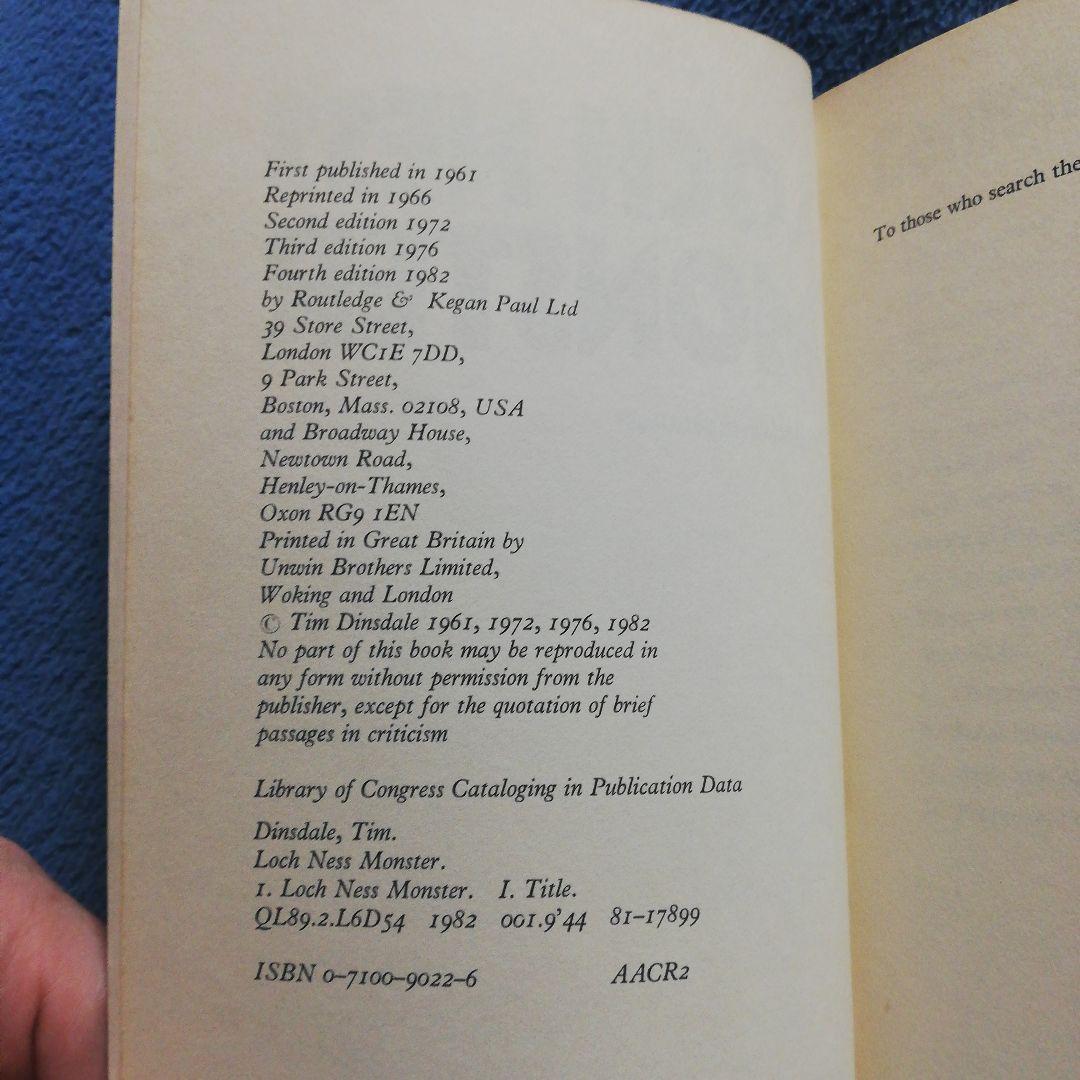 First published in 1961
Reprinted in 1966
Second edition 1972
Third edition 1976
Fourth edition 1982
by Routledge & Kegan Paul Ltd
39 Store Street,
London WC1E 7DD,
9 Park Street,
Boston, Mass. 02108, USA
and Broadway House,
Newtown Road,
Henley-on-Thames,
Oxon RG9 1EN
Printed in Great Britain by
Unwin Brothers Limited,
Woking and London
© Tim Dinsdale 1961, 1972, 1976, 1982
No part of this book may be reproduced in
any form without permission from the
publisher, except for the quotation of brief
passages in criticism
Library of Congress Cataloging in Publication Data
Dinsdale, Tim.
Loch Ness Monster.
1. Loch Ness Monster. I. Title.
QL89.2.L6D54 1982 001.9'44 81–17899
ISBN 0–7100–9022–6 AACR2
To those who search the